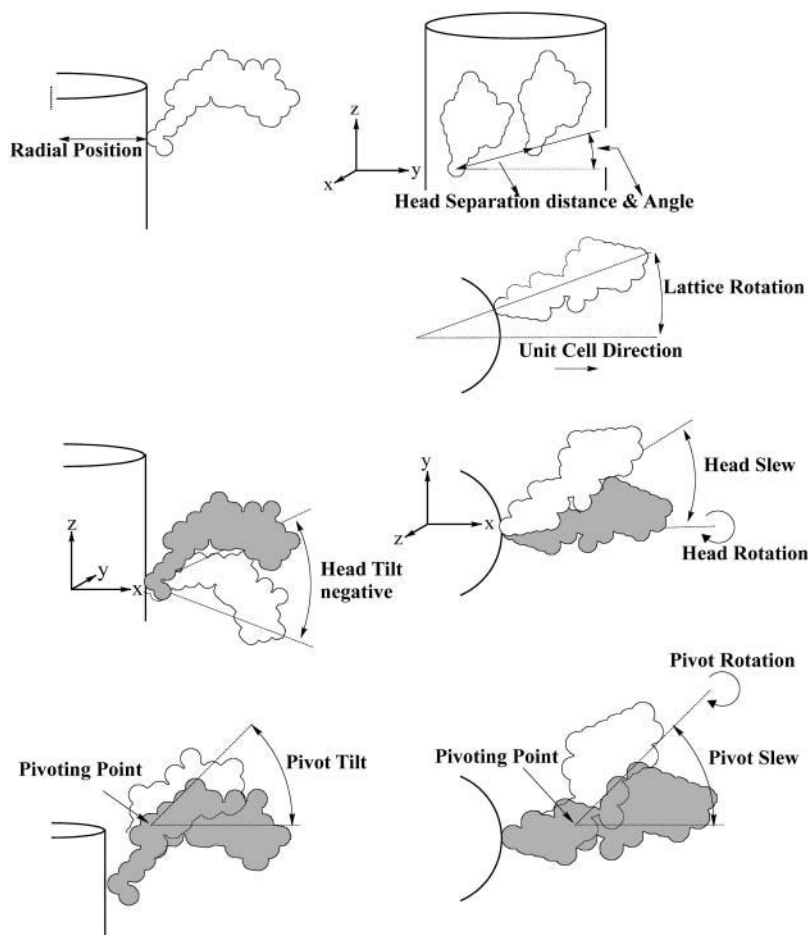 Radial Position
z
y
x
Head Separation distance & Angle
Lattice Rotation
Unit Cell Direction
z
y
x
Head Tilt
negative
y
x
z
Head Slew
Head Rotation
Pivoting Point
Pivot Tilt
Pivot Rotation
Pivoting Point
Pivot Slew